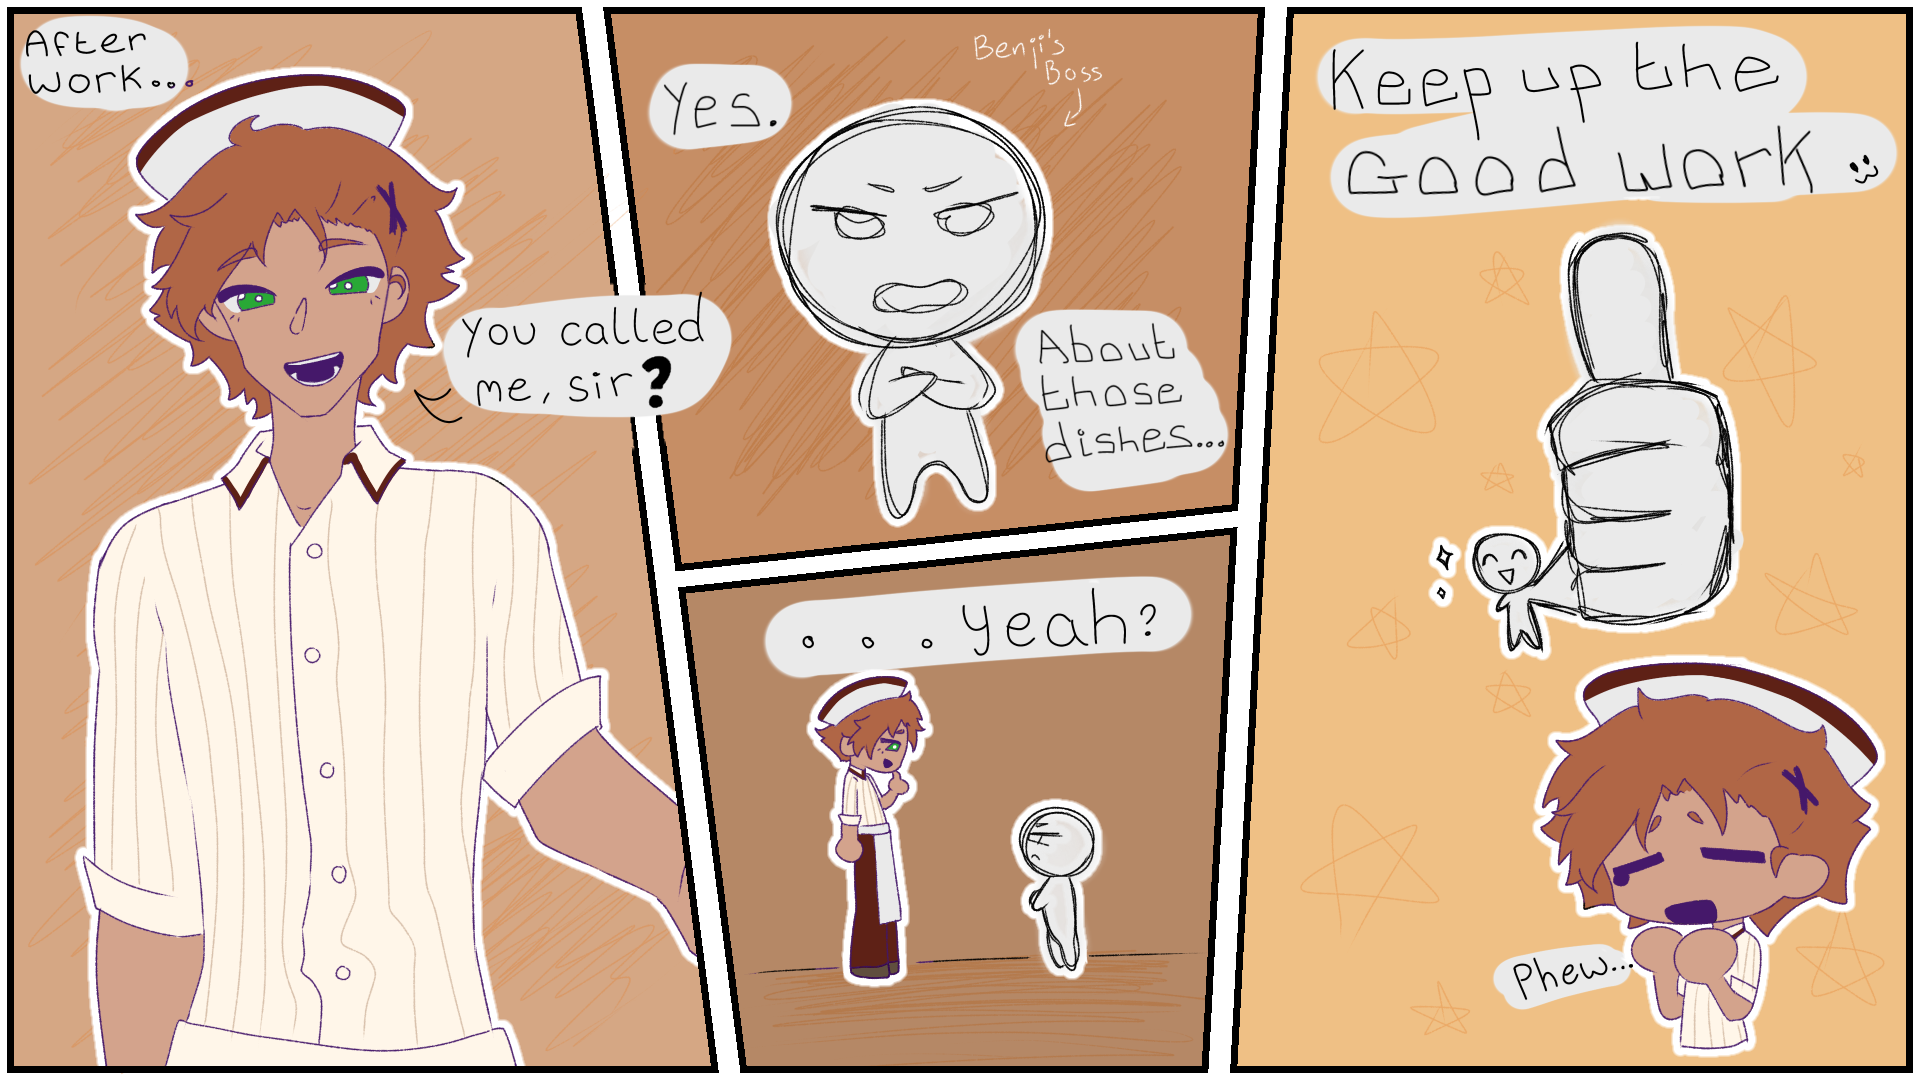 After
work...
You called
me, sir?
Yes.
Benji's
Boss
About
those
dishes...
...yeah?
Keep up the
Good work
Phew...